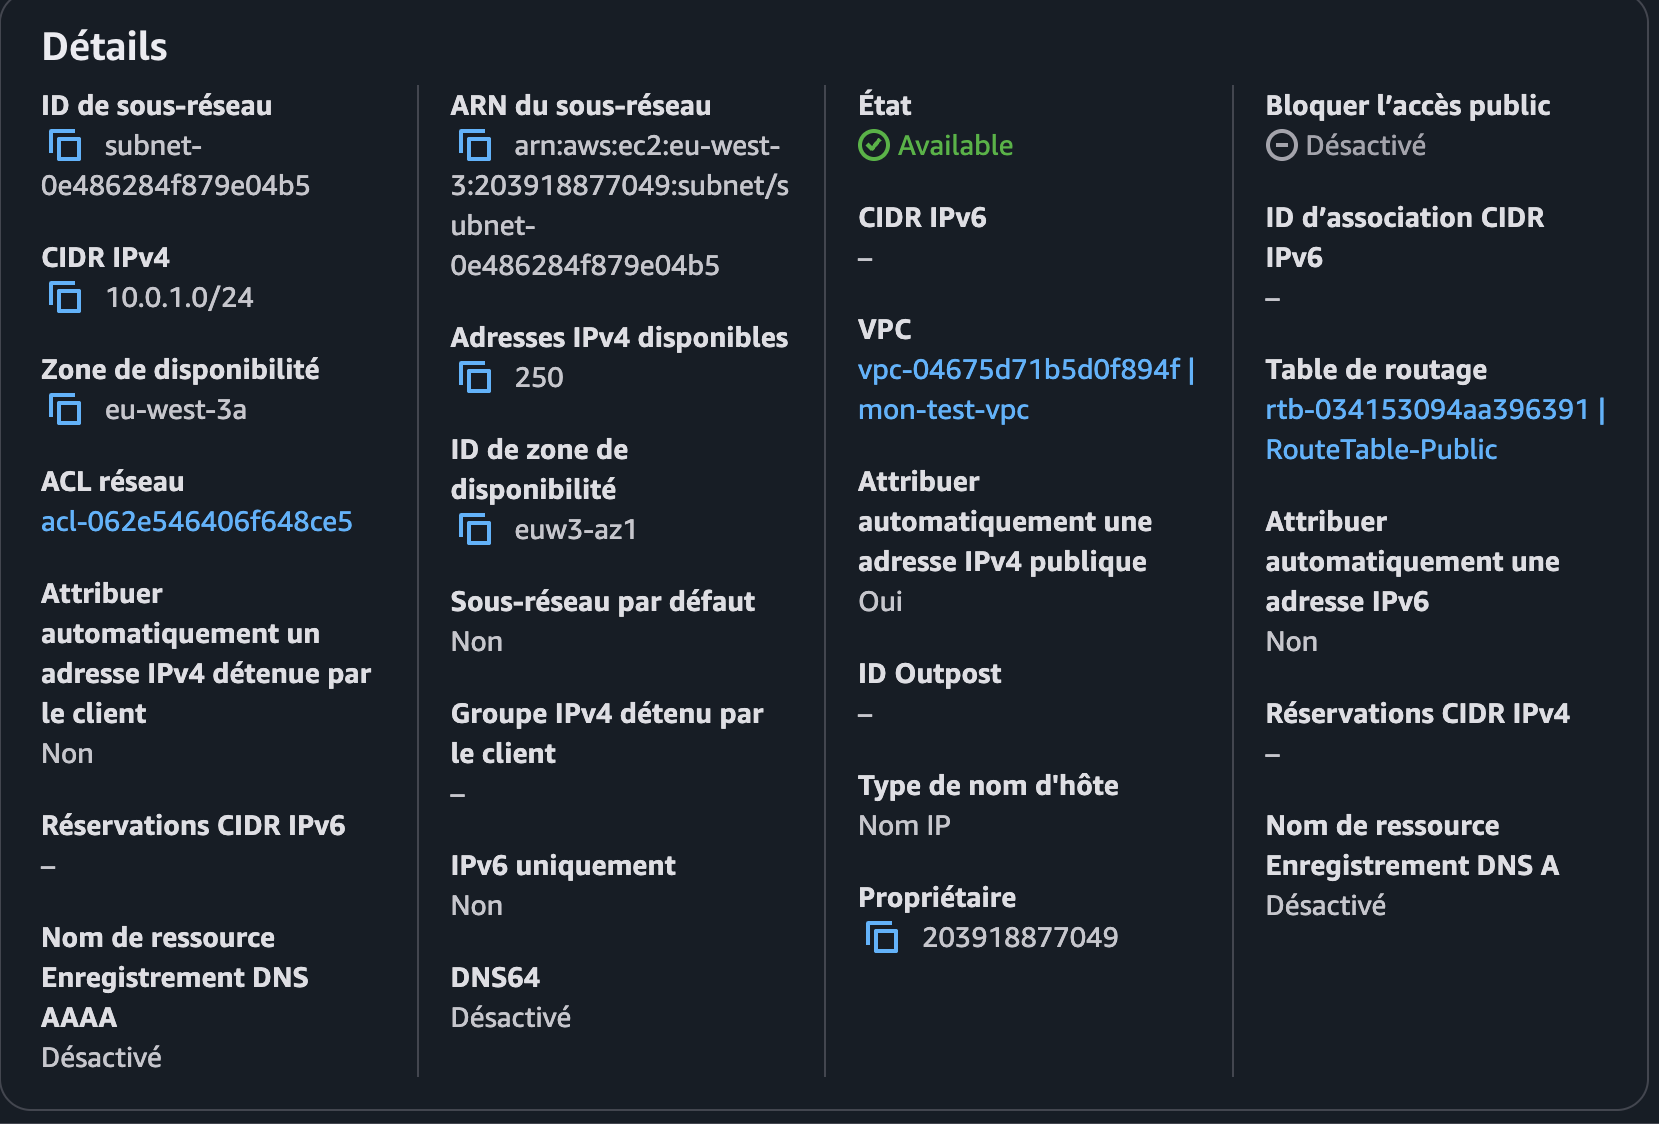 Détails
ID de sous-réseau
subnet-
0e486284f879e04b5
CIDR IPv4
10.0.1.0/24
Zone de disponibilité
eu-west-3a
ACL réseau
acl-062e546406f648ce5
Attribuer
automatiquement un
adresse IPv4 détenue par
le client
Non
Réservations CIDR IPv6
–
Nom de ressource
Enregistrement DNS
AAAA
Désactivé
ARN du sous-réseau
arn:aws:ec2:eu-west-
3:203918877049:subnet/s
ubnet-
0e486284f879e04b5
Adresses IPv4 disponibles
250
ID de zone de
disponibilité
euw3-az1
Sous-réseau par défaut
Non
Groupe IPv4 détenu par
le client
–
IPv6 uniquement
Non
DNS64
Désactivé
État
Available
CIDR IPv6
–
VPC
vpc-04675d71b5d0f894f |
mon-test-vpc
Attribuer
automatiquement une
adresse IPv4 publique
Oui
ID Outpost
–
Type de nom d'hôte
Nom IP
Propriétaire
203918877049
Bloquer l’accès public
Désactivé
ID d’association CIDR
IPv6
–
Table de routage
rtb-034153094aa396391 |
RouteTable-Public
Attribuer
automatiquement une
adresse IPv6
Non
Réservations CIDR IPv4
–
Nom de ressource
Enregistrement DNS A
Désactivé